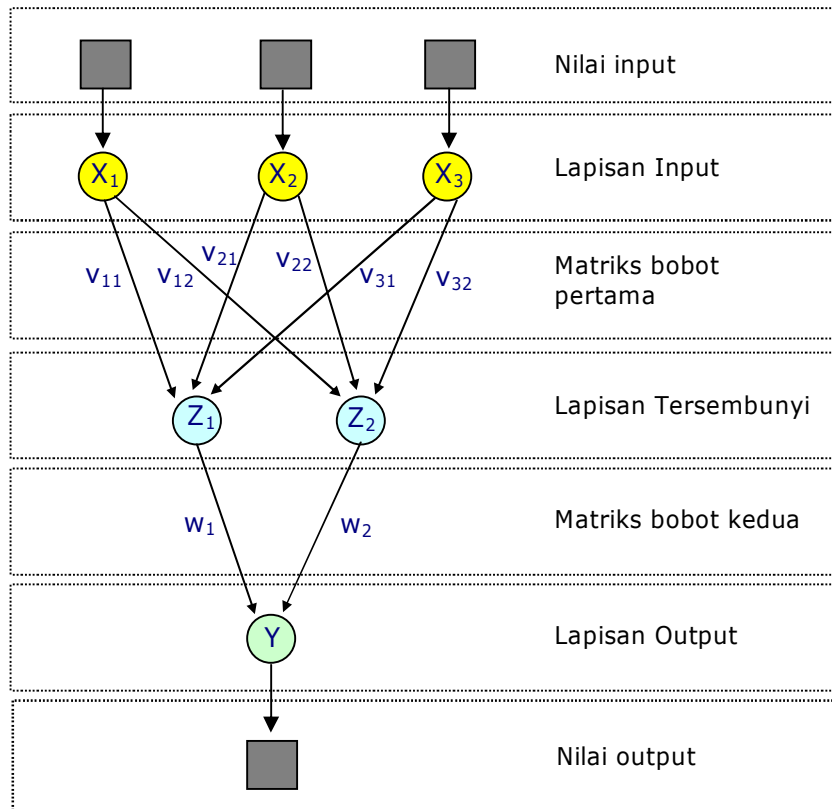 Nilai input
X1 X2 X3
Lapisan Input
v11 v12 v21 v22 v31 v32
Matriks bobot
pertama
Z1 Z2
Lapisan Tersembunyi
w1 w2
Matriks bobot kedua
Y
Lapisan Output
Nilai output